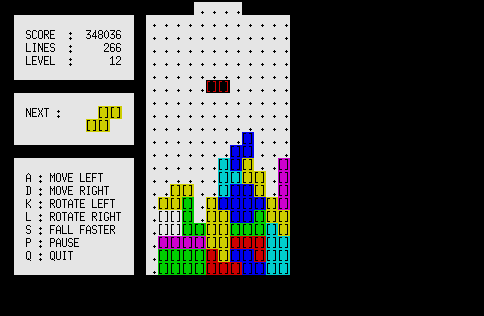 SCORE : 348036
LINES : 266
LEVEL : 12
NEXT :
A : MOVE LEFT
D : MOVE RIGHT
K : ROTATE LEFT
L : ROTATE RIGHT
S : FALL FASTER
P : PAUSE
Q : QUIT